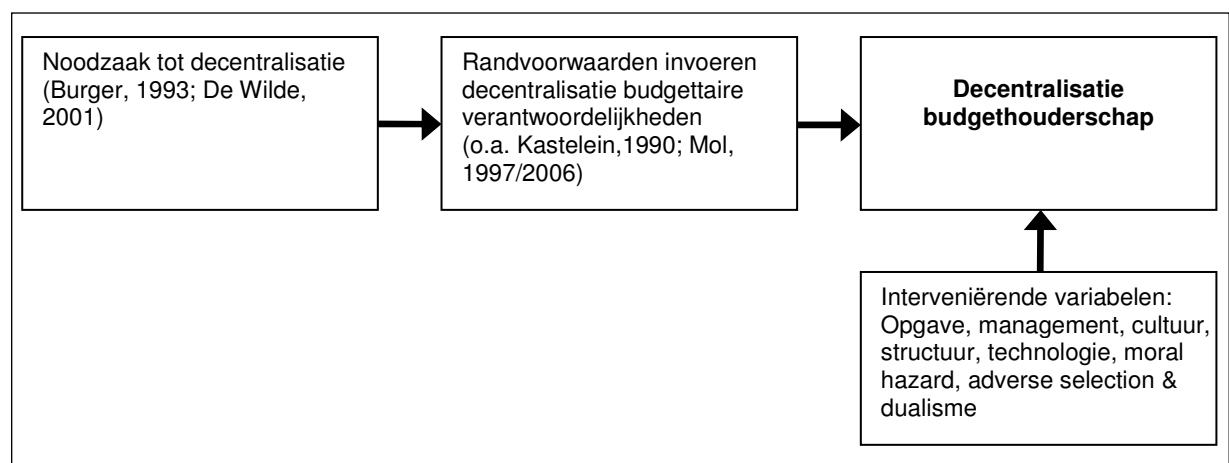 Noodzaak tot decentralisatie
(Burger, 1993; De Wilde,
2001)
Randvoorwaarden invoeren
decentralisatie budgettaire
verantwoordelijkheden
(o.a. Kastelein,1990; Mol,
1997/2006)
Decentralisatie
budgethouderschap
Interveniërende variabelen:
Opgave, management, cultuur,
structuur, technologie, moral
hazard, adverse selection &
dualisme